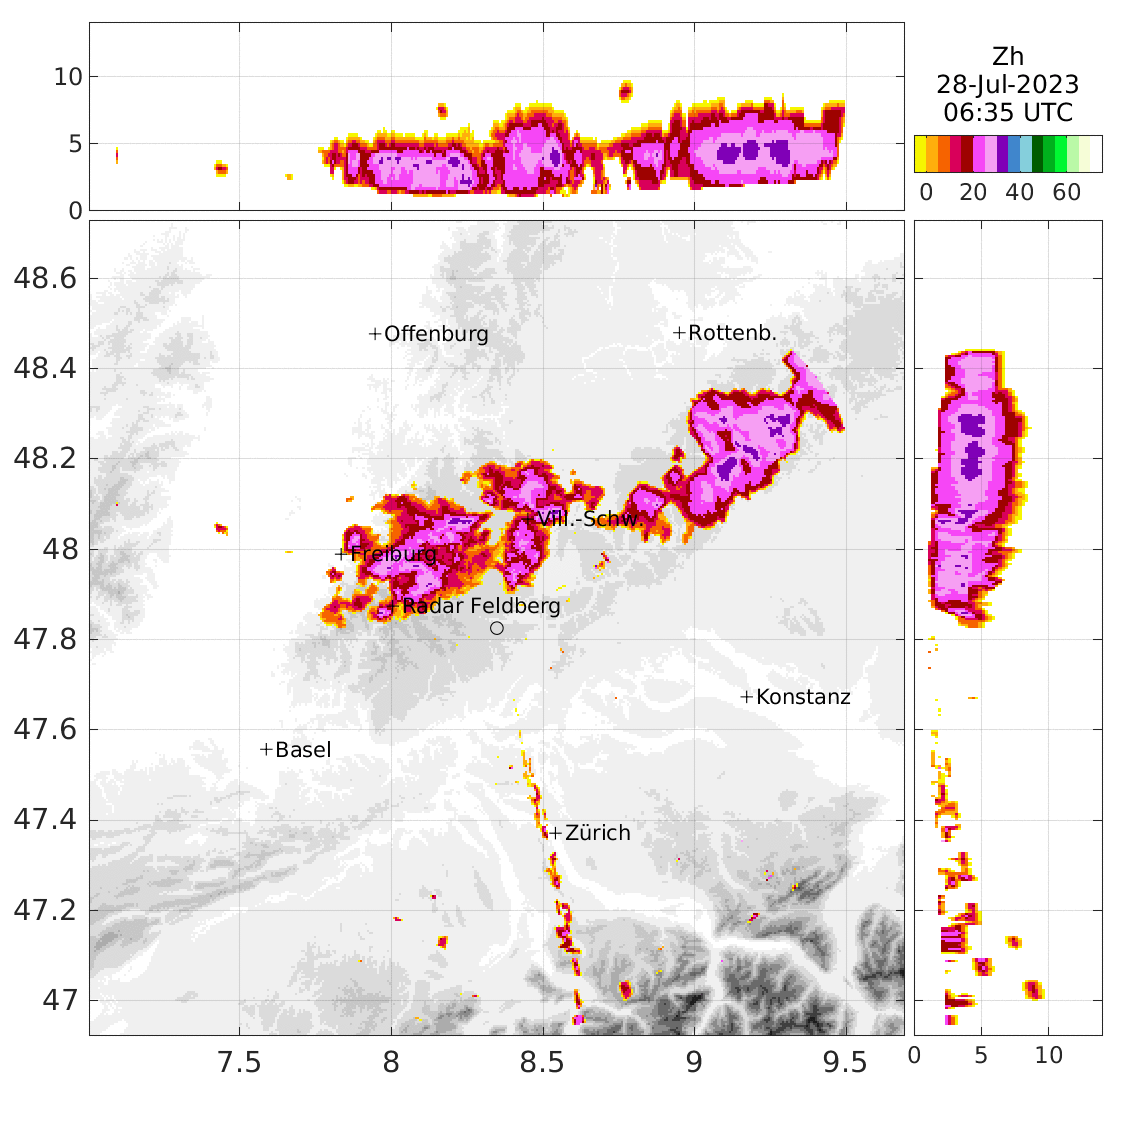 10
5
0
Zh
28-Jul-2023
06:35 UTC
0 20 40 60
48.6
48.4
48.2
48
47.8
47.6
47.4
47.2
47
+Offenburg
+Rottenb.
+Vill.-Schw.
+Freiburg
+Radar Feldberg
+Konstanz
+Basel
+Zürich
7.5 8 8.5 9 9.5
0 5 10